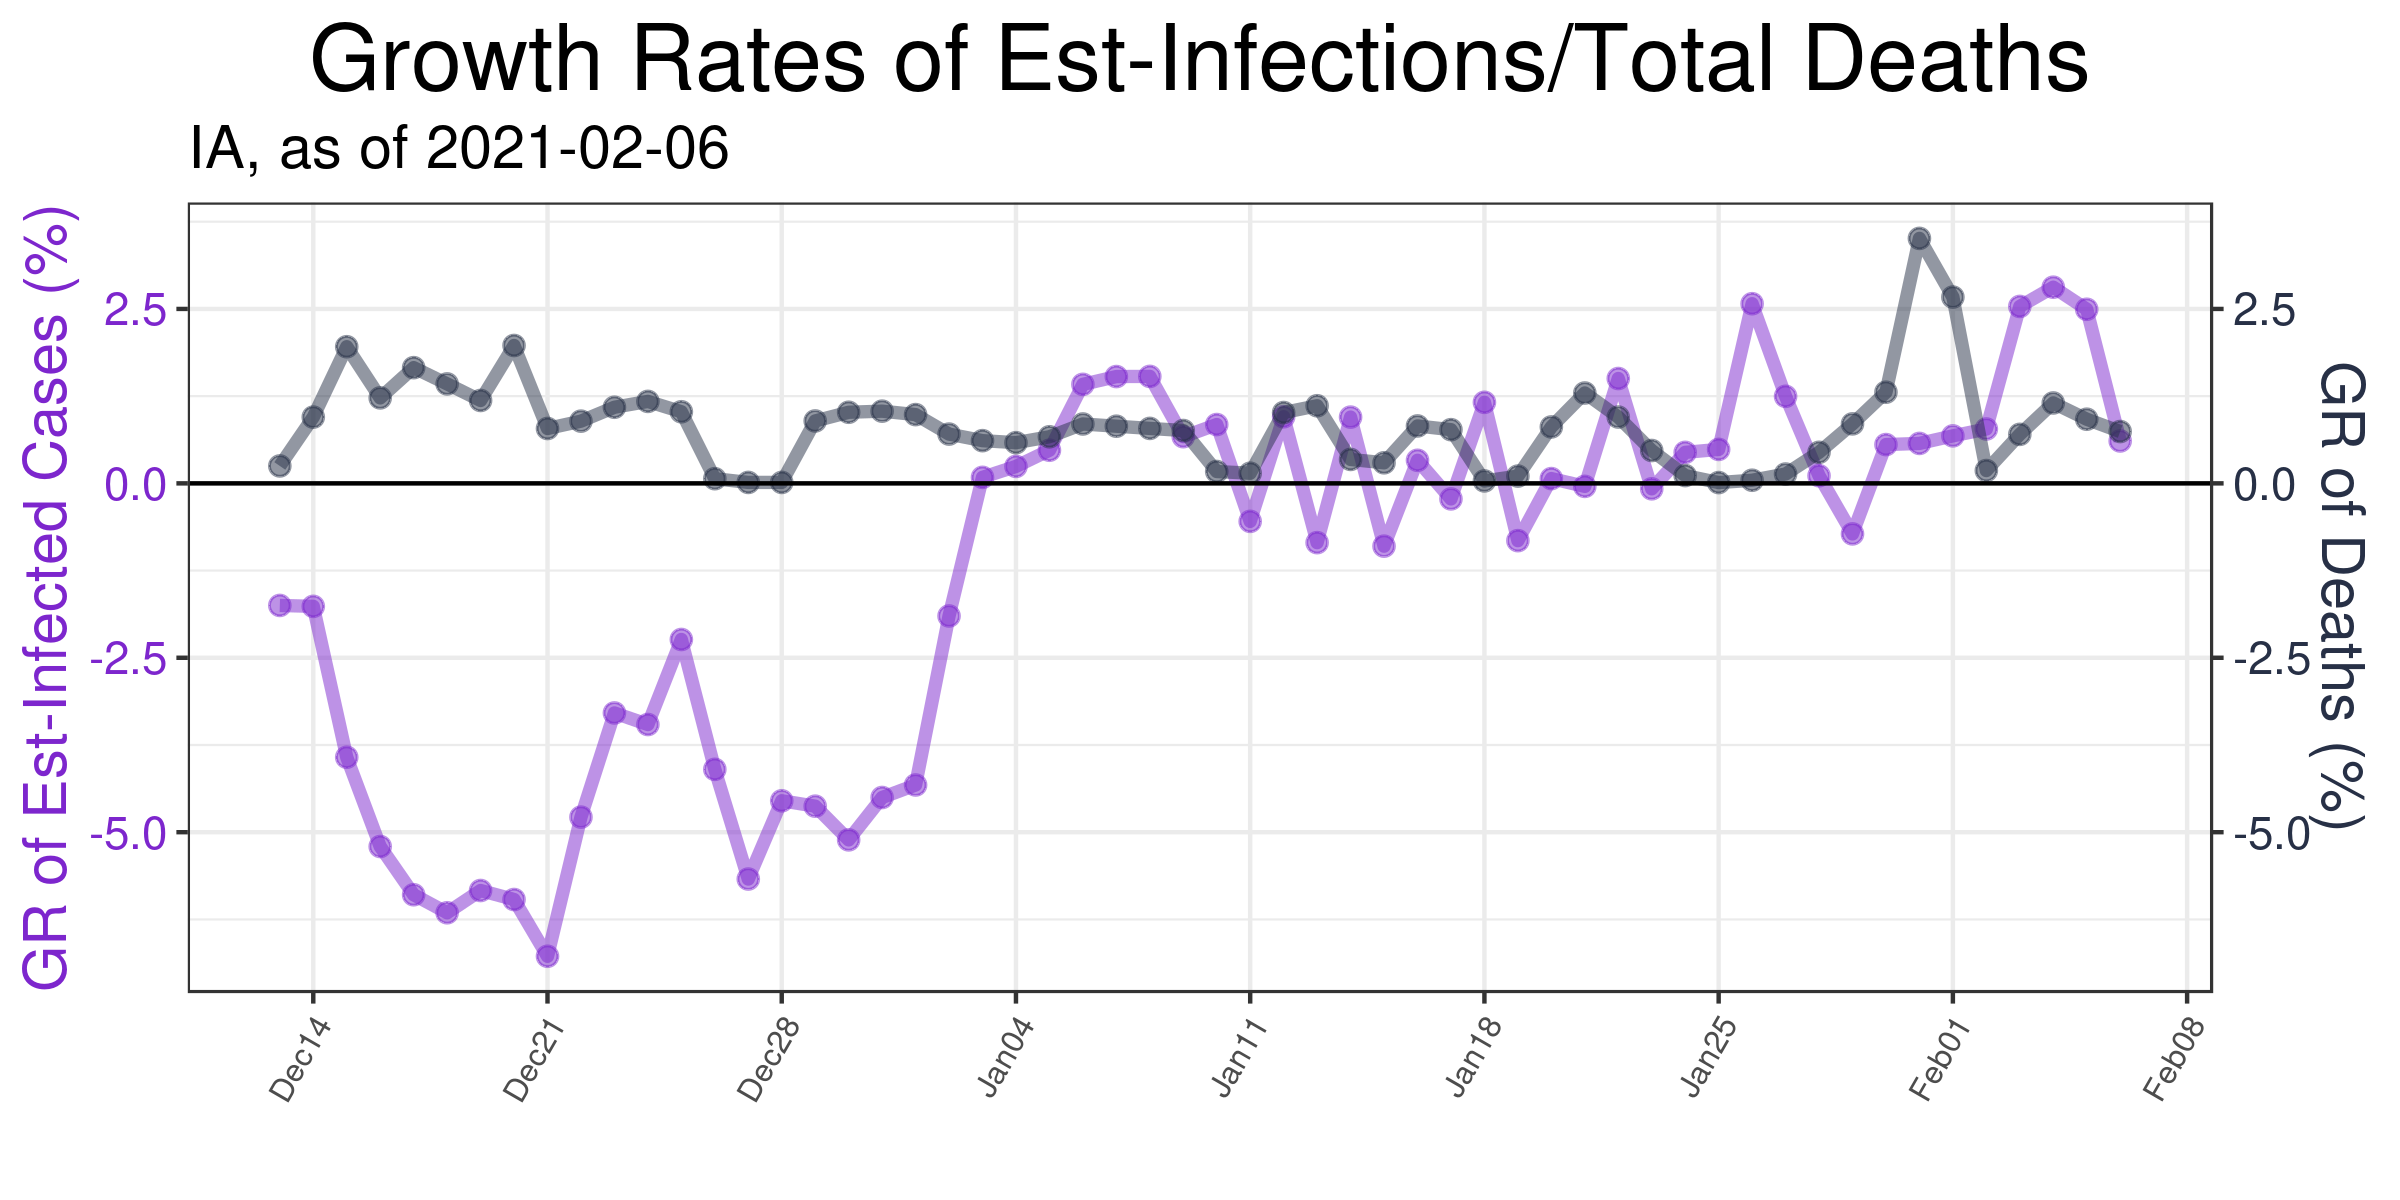 Growth Rates of Est-Infections/Total Deaths
IA, as of 2021-02-06
GR of Est-Infected Cases (%)
2.5
0.0
-2.5
-5.0
2.5
0.0
-2.5
-5.0
GR of Deaths (%)
Dec14
Dec21
Dec28
Jan04
Jan11
Jan18
Jan25
Feb01
Feb08